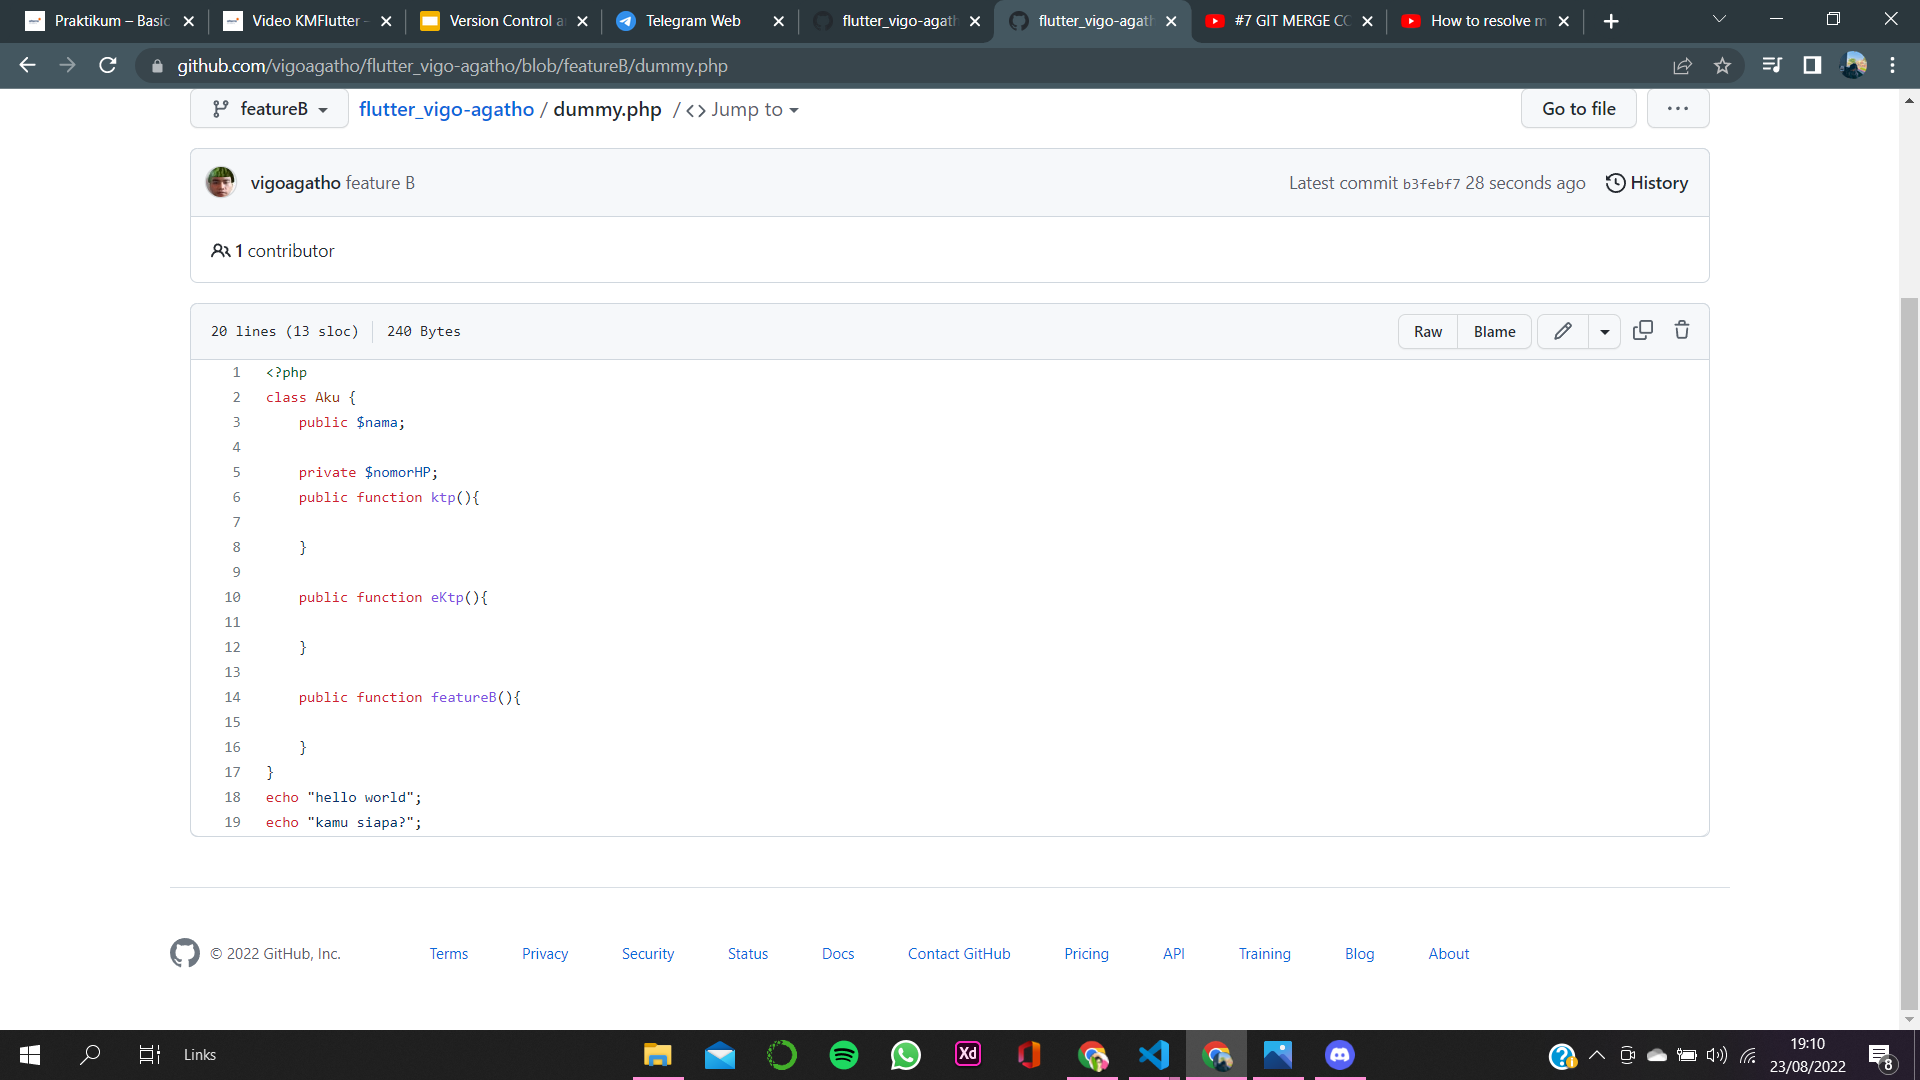 Praktikum – Basic
Video KMFlutter -
Version Control a
Telegram Web
flutter_vigo-agath
flutter_vigo-agath
#7 GIT MERGE CO
How to resolve m
github.com/vigoagatho/flutter_vigo-agatho/blob/featureB/dummy.php
featureB
flutter_vigo-agatho / dummy.php / <> Jump to
Go to file
...
vigoagatho feature B
Latest commit b3febf7 28 seconds ago
History
1 contributor
20 lines (13 sloc)
240 Bytes
Raw
Blame
1 <?php
2 class Aku {
3     public $nama;
4
5     private $nomorHP;
6     public function ktp(){
7
8     }
9
10     public function eKtp(){
11
12     }
13
14     public function featureB(){
15
16     }
17 }
18 echo "hello world";
19 echo "kamu siapa?";
© 2022 GitHub, Inc.
Terms
Privacy
Security
Status
Docs
Contact GitHub
Pricing
API
Training
Blog
About
Links
Xd
19:10
23/08/2022
8